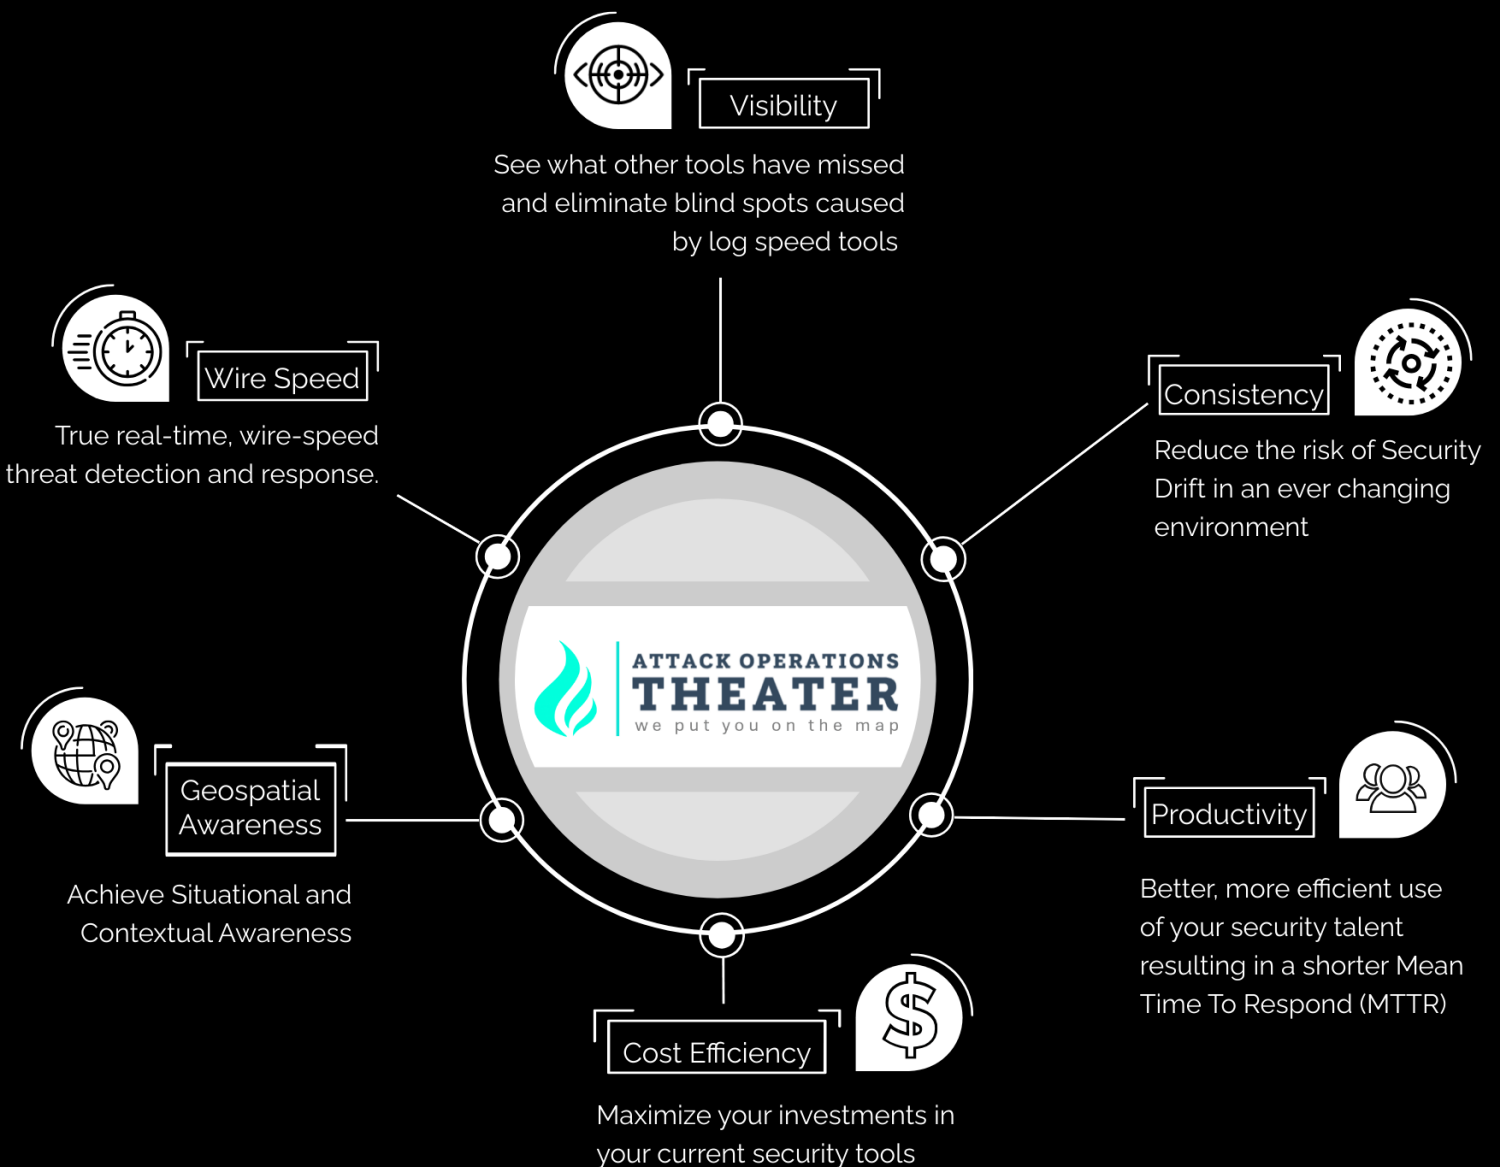 Visibility
See what other tools have missed
and eliminate blind spots caused
by log speed tools
Wire Speed
True real-time, wire-speed
threat detection and response.
Consistency
Reduce the risk of Security
Drift in an ever changing
environment
ATTACK OPERATIONS
THEATER
we put you on the map
Geospatial
Awareness
Achieve Situational and
Contextual Awareness
Productivity
Better, more efficient use
of your security talent
resulting in a shorter Mean
Time To Respond (MTTR)
$
Cost Efficiency
Maximize your investments in
your current security tools